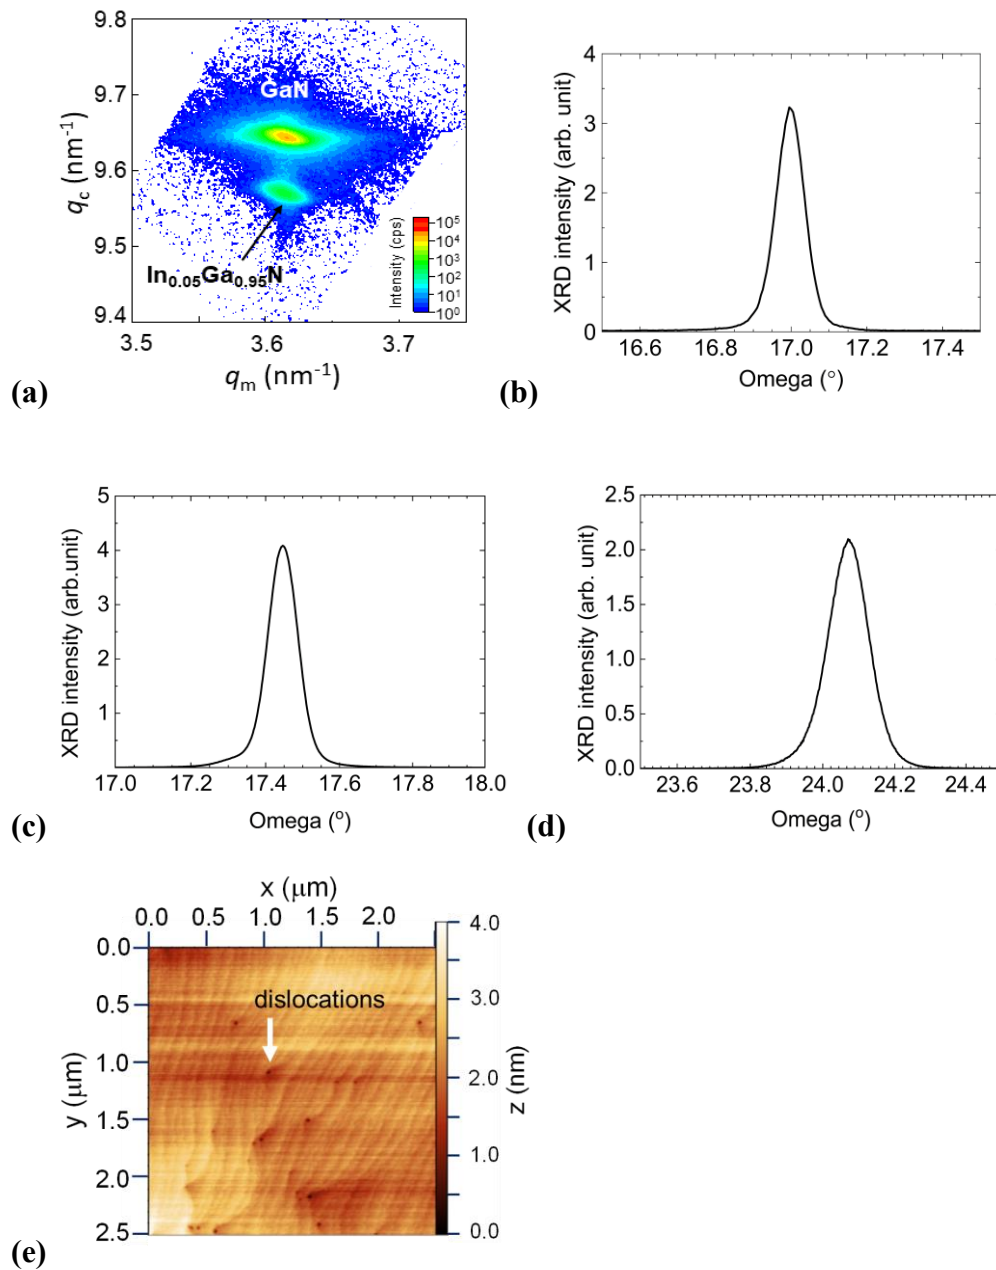 9.8
9.7
9.6
9.5
9.4
q_c (nm⁻¹)
GaN
In₀.₀₅Ga₀.₉₅N
Intensity (cps)
10⁵
10⁴
10³
10²
10¹
10⁰
3.5 3.6 3.7
q_m (nm⁻¹)
(a)
4
3
2
1
0
XRD intensity (arb. unit)
16.6 16.8 17.0 17.2 17.4
Omega (°)
(b)
5
4
3
2
1
XRD intensity (arb.unit)
17.0 17.2 17.4 17.6 17.8 18.0
Omega (º)
(c)
2.5
2.0
1.5
1.0
0.5
0.0
XRD intensity (arb. unit)
23.6 23.8 24.0 24.2 24.4
Omega (º)
(d)
x (μm)
0.0 0.5 1.0 1.5 2.0
0.0
0.5
1.0
1.5
2.0
2.5
y (μm)
dislocations
4.0
3.0
2.0
1.0
0.0
z (nm)
(e)